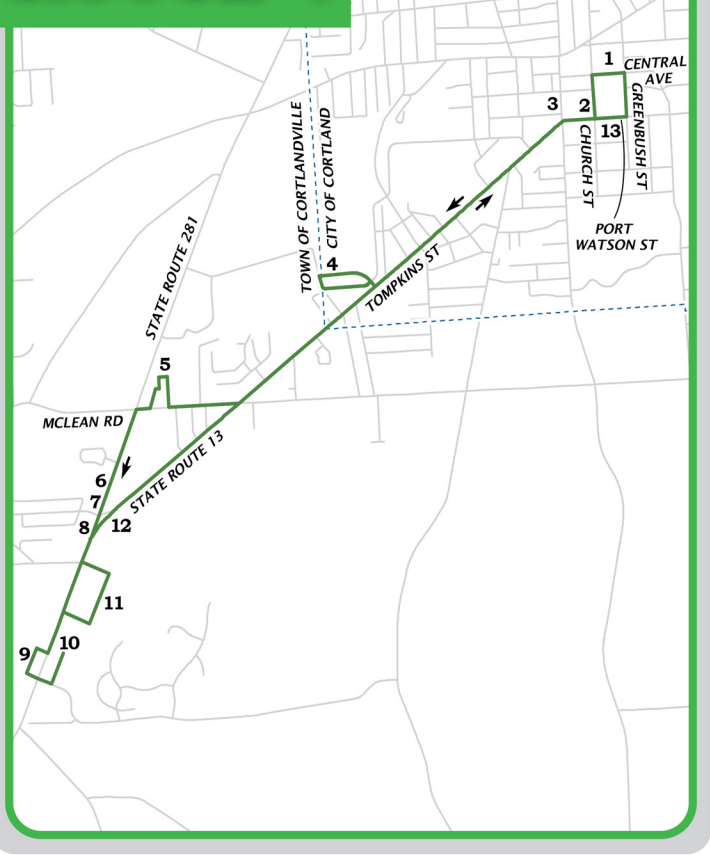 1
CENTRAL
AVE
3
2
13
GREENBUSH ST
CHURCH ST
PORT
WATSON ST
TOWN OF CORTLANDVILLE
CITY OF CORTLAND
4
TOMPKINS ST
STATE ROUTE 281
5
MCLEAN RD
STATE ROUTE 13
6
7
8
12
11
10
9